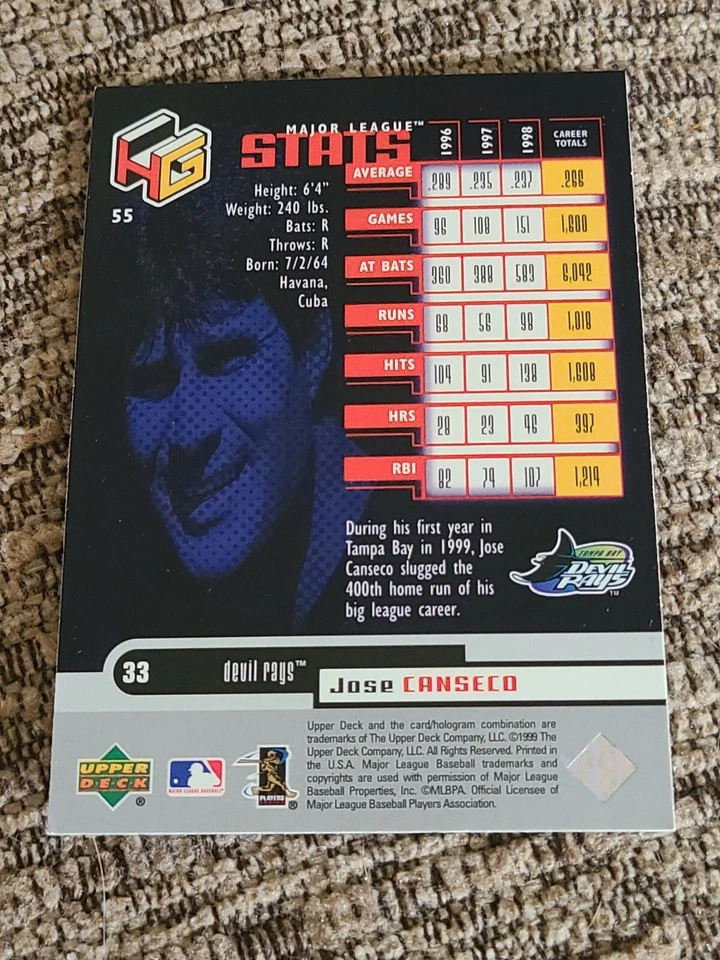 HG
55
MAJOR LEAGUE™
STATS
Height: 6'4"
Weight: 240 lbs.
Bats: R
Throws: R
Born: 7/2/64
Havana,
Cuba
1996 1997 1998 CAREER TOTALS
AVERAGE .289 .235 .237 .266
GAMES 96 108 151 1,600
AT BATS 360 388 583 6,042
RUNS 68 56 98 1,018
HITS 104 91 138 1,608
HRS 28 23 46 397
RBI 82 74 107 1,214
During his first year in
Tampa Bay in 1999, Jose
Canseco slugged the
400th home run of his
big league career.
TAMPA BAY
DEVIL
RAYS™
33 devil rays™
Jose CANSECO
UPPER
DECK®
MAJOR LEAGUE BASEBALL
PLAYERS
Upper Deck and the card/hologram combination are
trademarks of The Upper Deck Company, LLC. ©1999 The
Upper Deck Company, LLC. All Rights Reserved. Printed in
the U.S.A. Major League Baseball trademarks and
copyrights are used with permission of Major League
Baseball Properties, Inc. ©MLBPA. Official Licensee of
Major League Baseball Players Association.